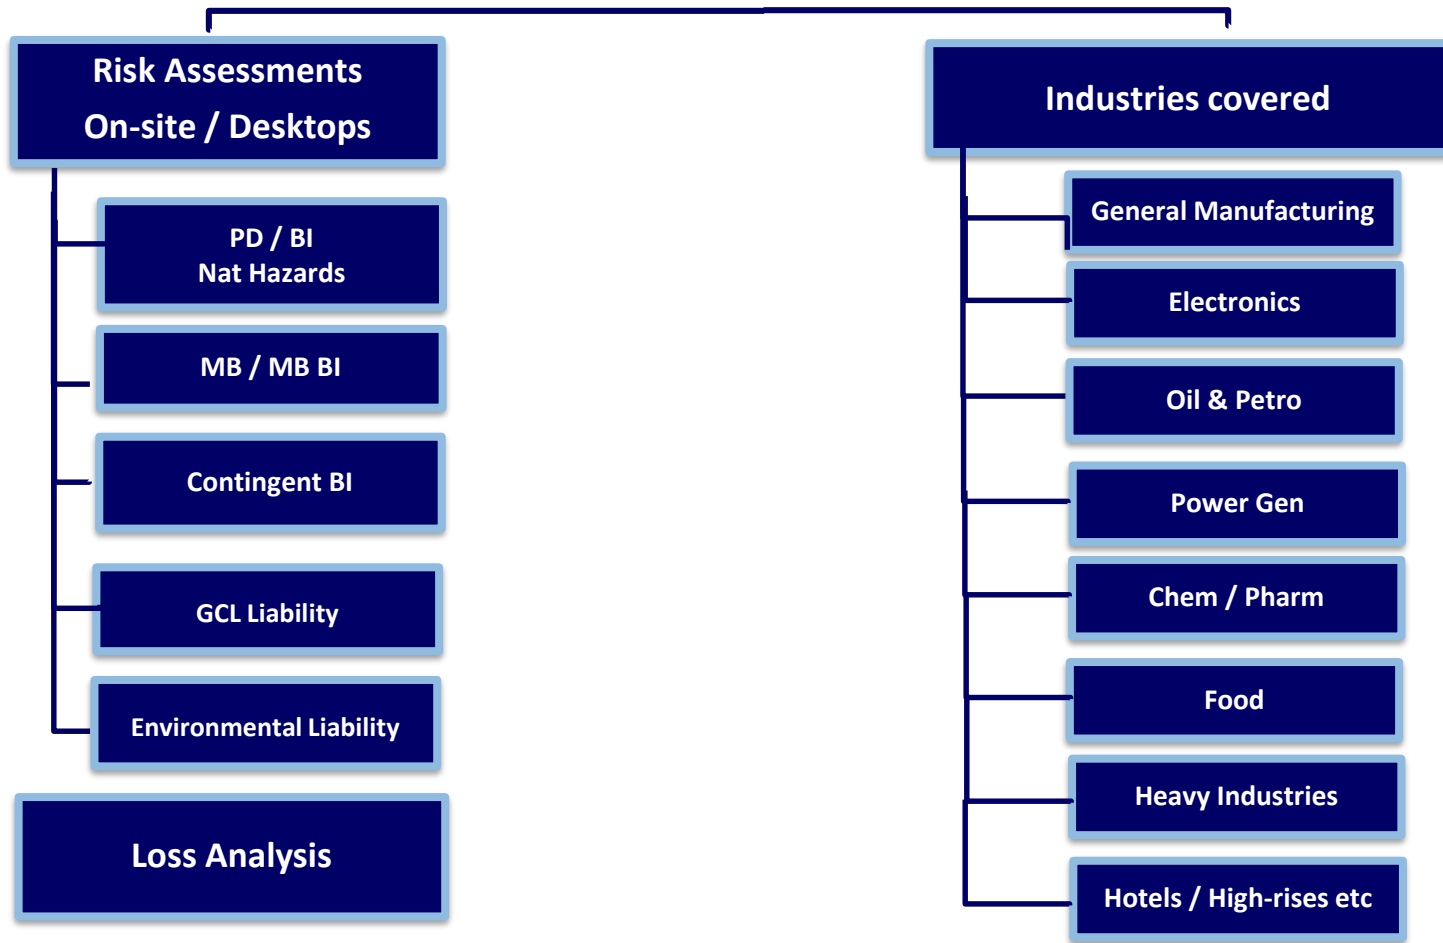 Risk Assessments
On-site / Desktops
PD / BI
Nat Hazards
MB / MB BI
Contingent BI
GCL Liability
Environmental Liability
Loss Analysis
Industries covered
General Manufacturing
Electronics
Oil & Petro
Power Gen
Chem / Pharm
Food
Heavy Industries
Hotels / High-rises etc